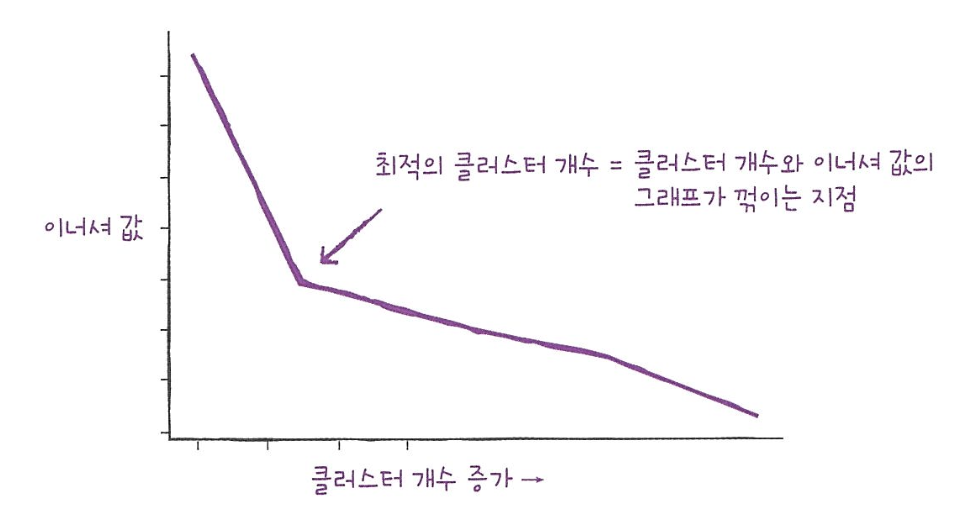 최적의 클러스터 개수 = 클러스터 개수와 이너셔 값의
그래프가 꺾이는 지점
이너셔 값
클러스터 개수 증가 →